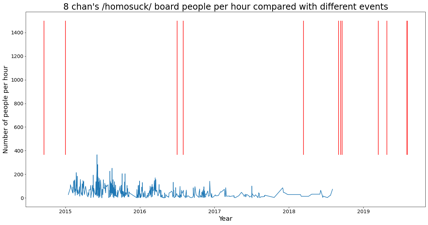 8 chan's /homosuck/ board people per hour compared with different events
Number of people per hour
1400
1200
1000
800
600
400
200
0
2015 2016 2017 2018 2019
Year